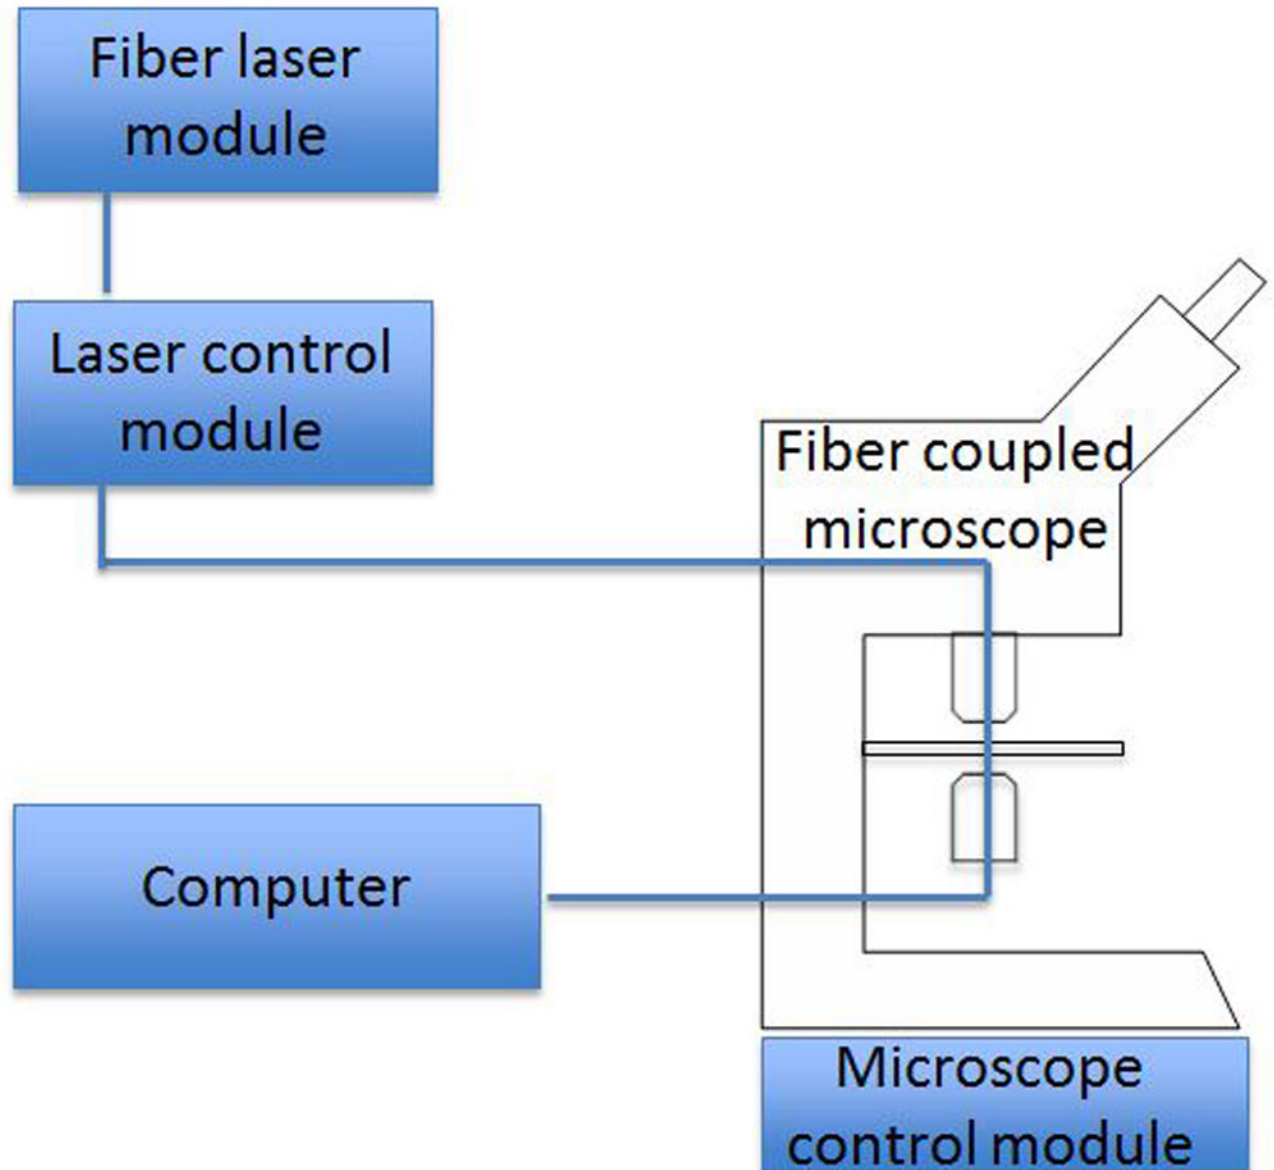 Fiber laser
module
Laser control
module
Fiber coupled
microscope
Computer
Microscope
control module